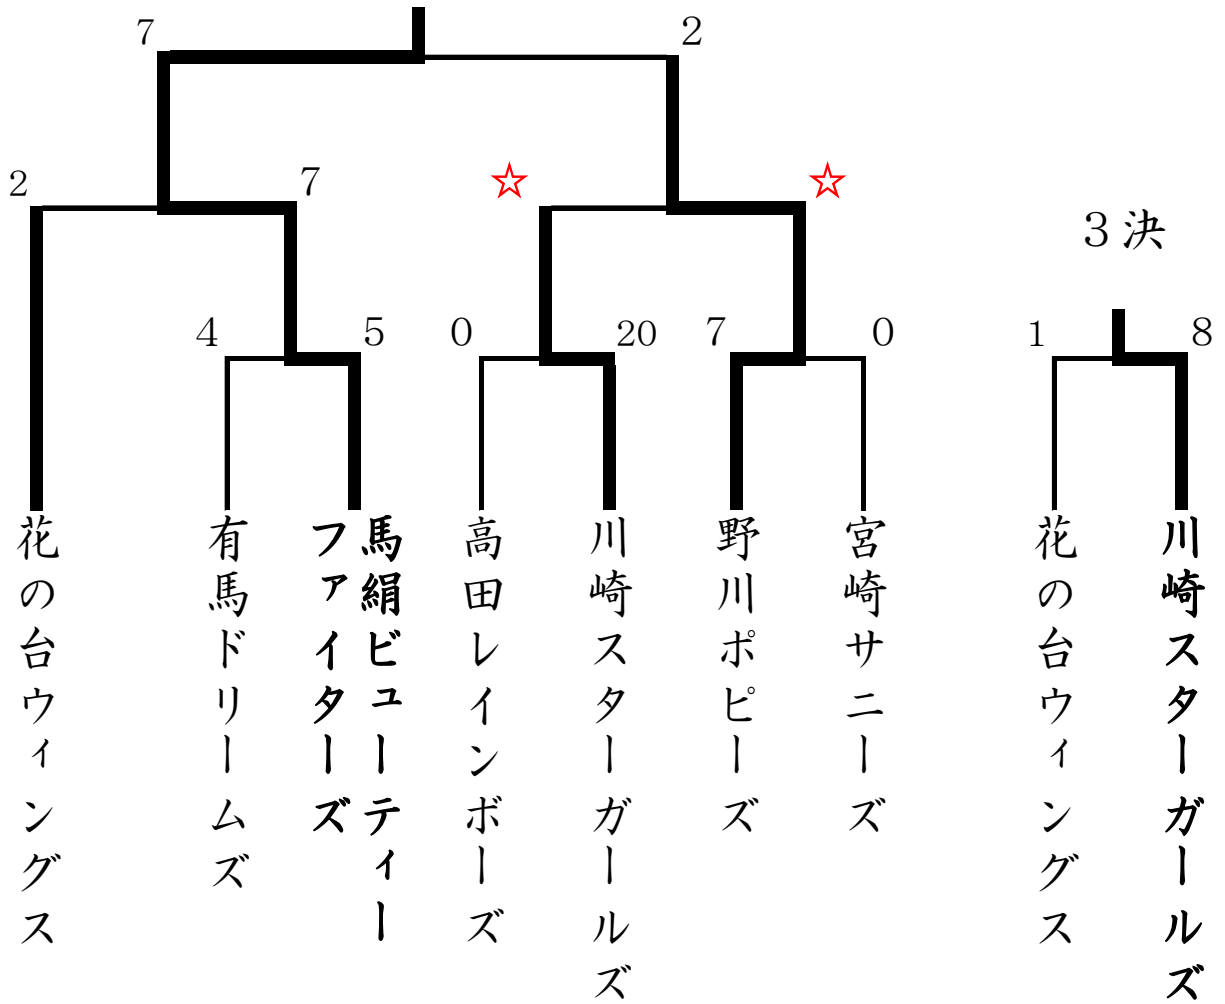 7
2
2
7
☆
☆
3決
4
5
0
20
7
0
1
8
花の台ウィングス
有馬ドリームズ
馬絹ビューティー
ファイターズ
高田レインボーズ
川崎スターガールズ
野川ポピーズ
宮崎サニーズ
花の台ウィングス
川崎スターガールズ